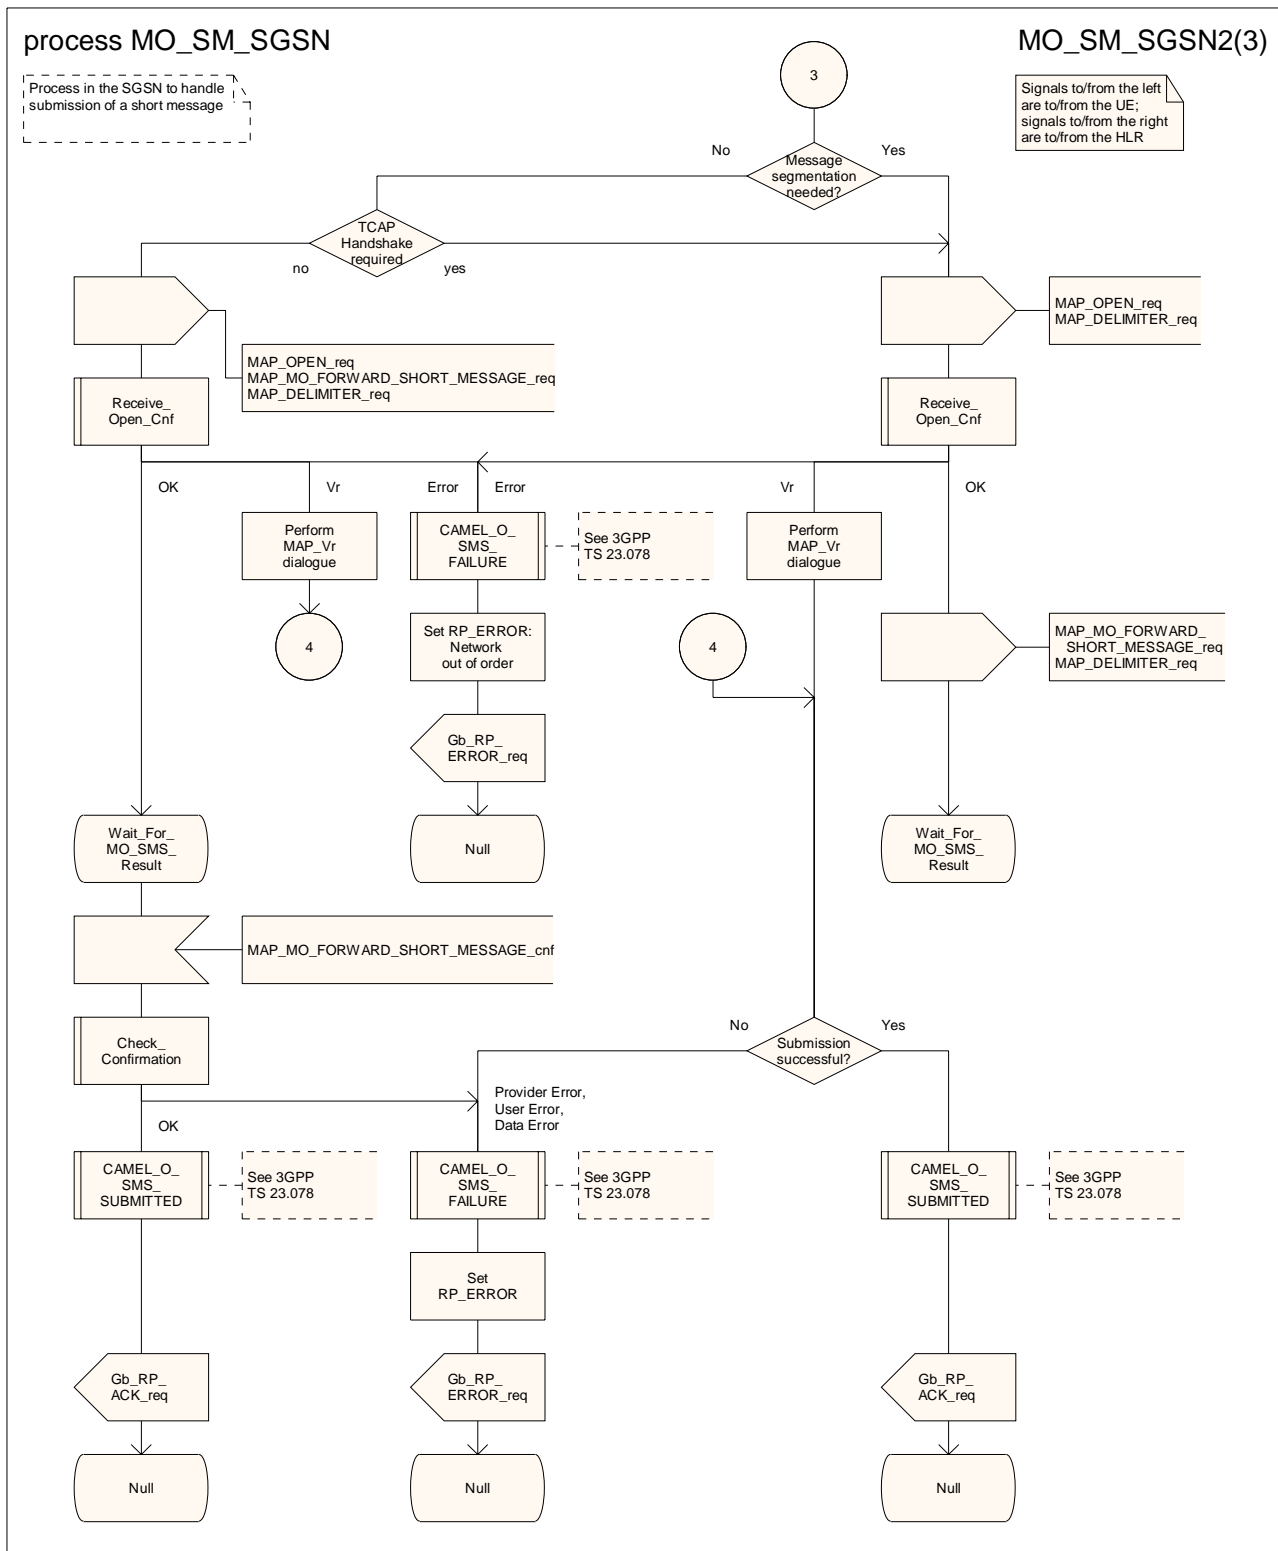 process MO_SM_SGSN
MO_SM_SGSN2(3)
Process in the SGSN to handle
submission of a short message
3
Signals to/from the left
are to/from the UE;
signals to/from the right
are to/from the HLR
No
Message
segmentation
needed?
Yes
TCAP
Handshake
required
no
yes
MAP_OPEN_req
MAP_DELIMITER_req
MAP_OPEN_req
MAP_MO_FORWARD_SHORT_MESSAGE_req
MAP_DELIMITER_req
Receive_
Open_Cnf
Receive_
Open_Cnf
OK
Vr
Error
Error
Vr
OK
Perform
MAP_Vr
dialogue
CAMEL_O_
SMS_
FAILURE
See 3GPP
TS 23.078
Perform
MAP_Vr
dialogue
4
Set RP_ERROR:
Network
out of order
4
MAP_MO_FORWARD_
SHORT_MESSAGE_req
MAP_DELIMITER_req
Gb_RP_
ERROR_req
Wait_For_
MO_SMS_
Result
Null
Wait_For_
MO_SMS_
Result
MAP_MO_FORWARD_SHORT_MESSAGE_cnf
Check_
Confirmation
No
Submission
successful?
Yes
Provider Error,
User Error,
Data Error
OK
CAMEL_O_
SMS_
SUBMITTED
See 3GPP
TS 23.078
CAMEL_O_
SMS_
FAILURE
See 3GPP
TS 23.078
CAMEL_O_
SMS_
SUBMITTED
See 3GPP
TS 23.078
Set
RP_ERROR
Gb_RP_
ACK_req
Gb_RP_
ERROR_req
Gb_RP_
ACK_req
Null
Null
Null